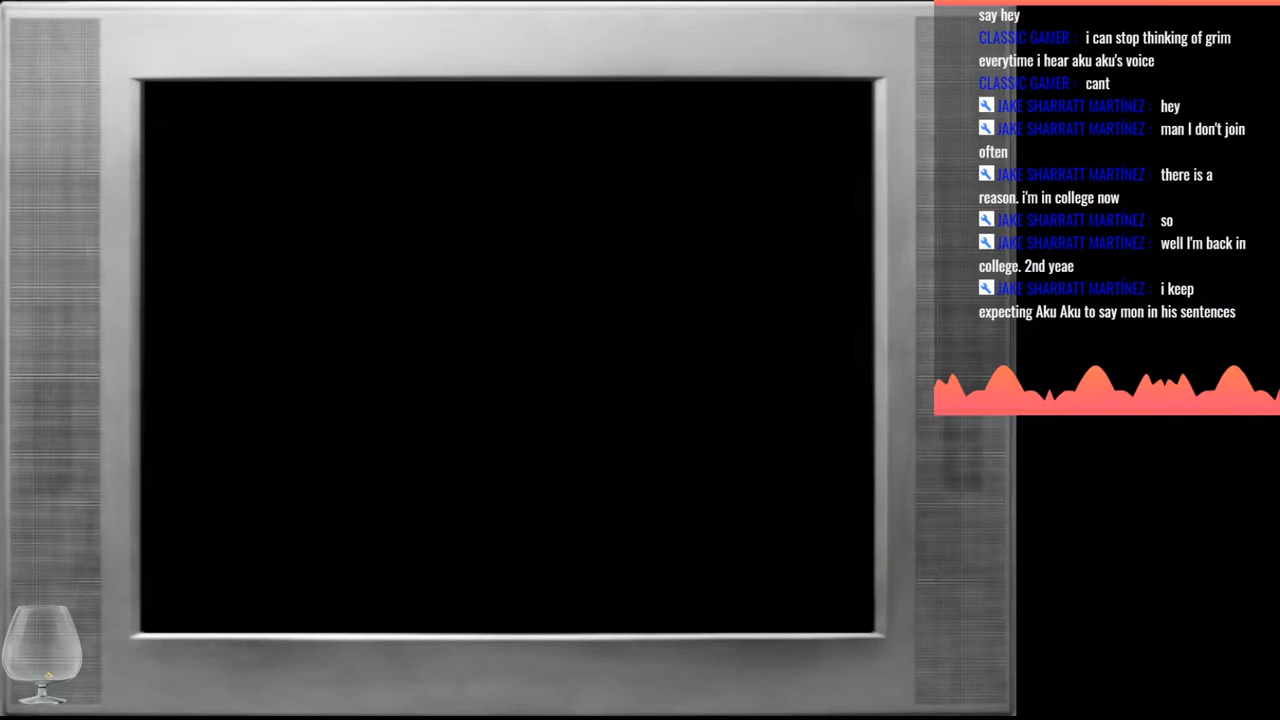 say hey
CLASSIC GAMER : i can stop thinking of grim
everytime i hear aku aku's voice
CLASSIC GAMER : cant
JAKE SHARRATT MARTÍNEZ : hey
JAKE SHARRATT MARTÍNEZ : man I don't join
often
JAKE SHARRATT MARTÍNEZ : there is a
reason. i'm in college now
JAKE SHARRATT MARTÍNEZ : so
JAKE SHARRATT MARTÍNEZ : well I'm back in
college. 2nd yeae
JAKE SHARRATT MARTÍNEZ : i keep
expecting Aku Aku to say mon in his sentences